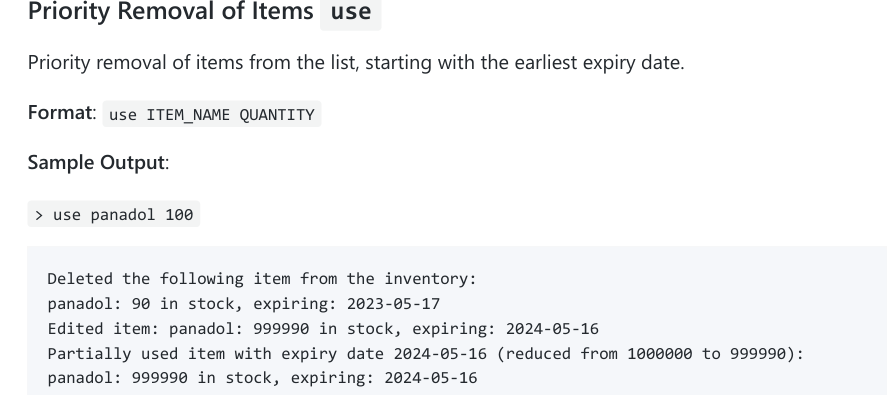 Priority Removal of Items use
Priority removal of items from the list, starting with the earliest expiry date.
Format: use ITEM_NAME QUANTITY
Sample Output:
> use panadol 100
Deleted the following item from the inventory:
panadol: 90 in stock, expiring: 2023-05-17
Edited item: panadol: 999990 in stock, expiring: 2024-05-16
Partially used item with expiry date 2024-05-16 (reduced from 1000000 to 999990):
panadol: 999990 in stock, expiring: 2024-05-16